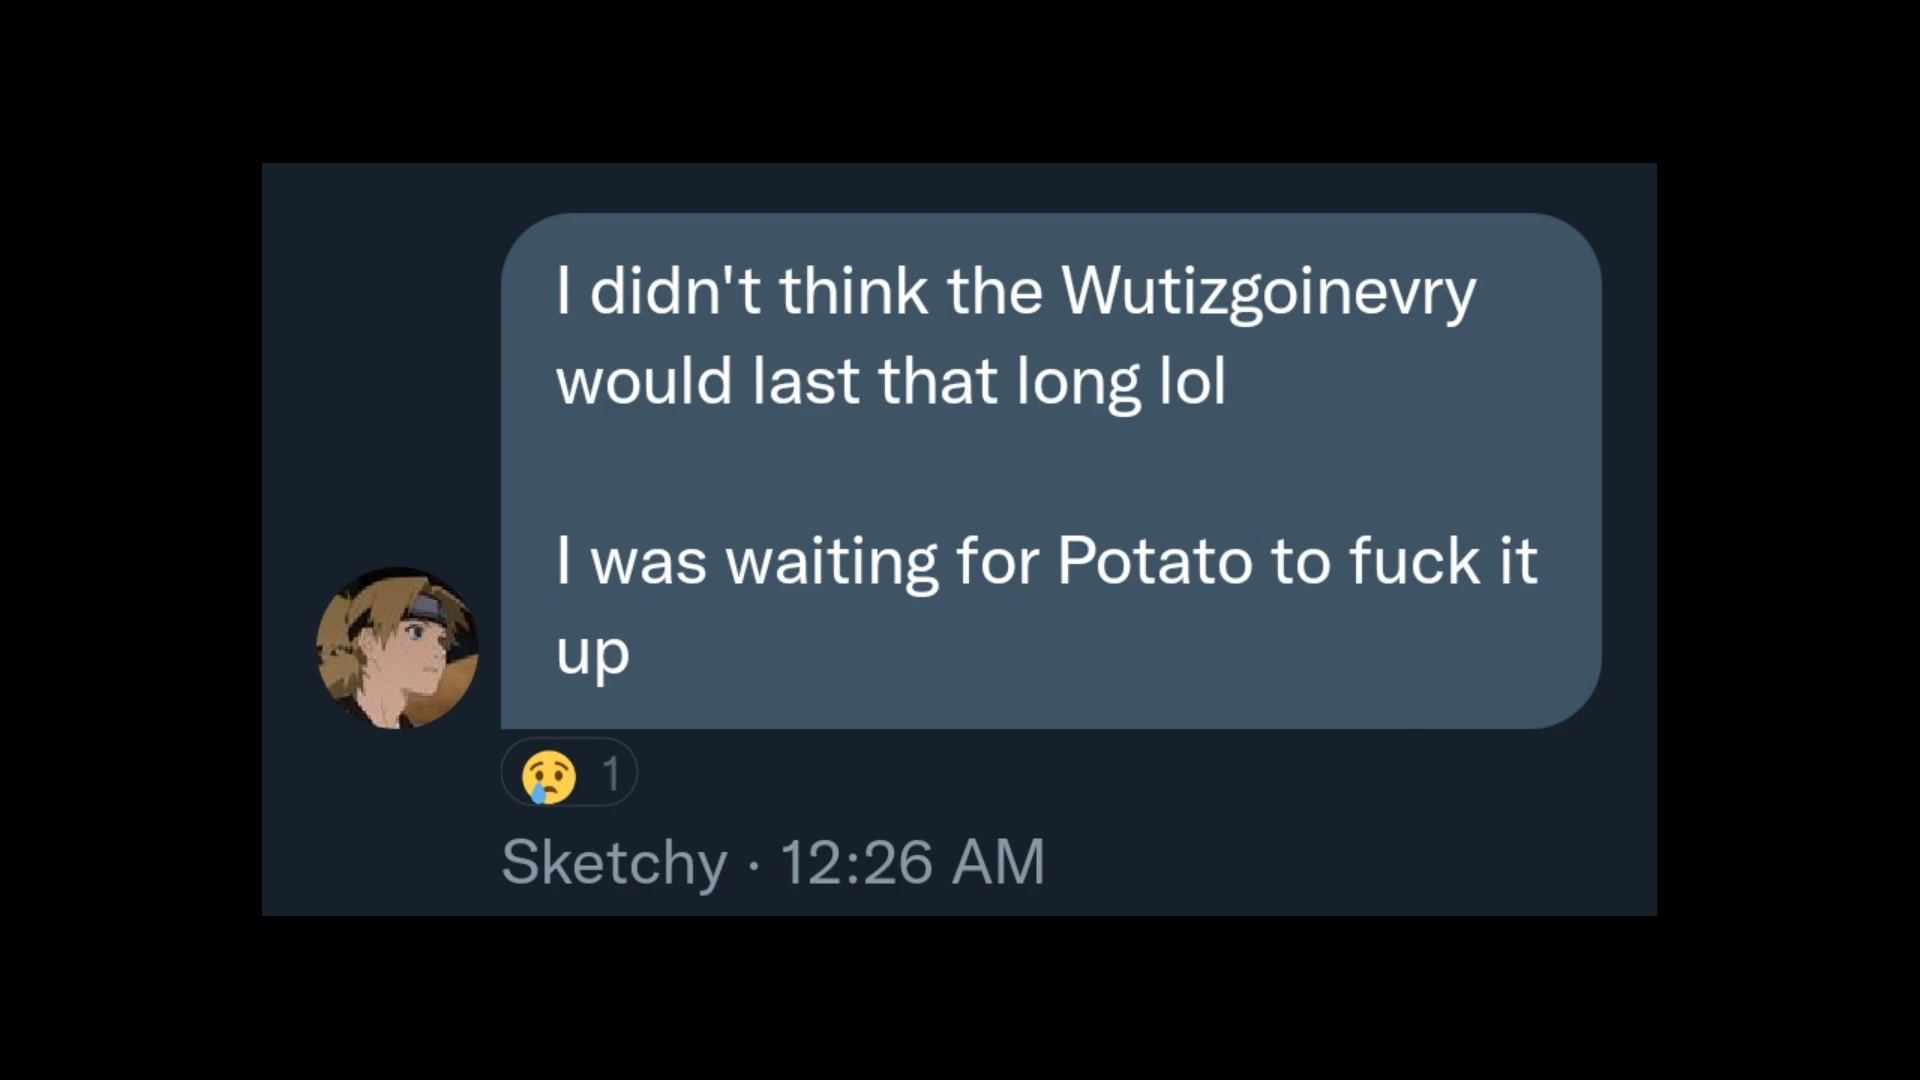 I didn't think the Wutizgoinevry
would last that long lol
I was waiting for Potato to fuck it
up
😢 1
Sketchy · 12:26 AM